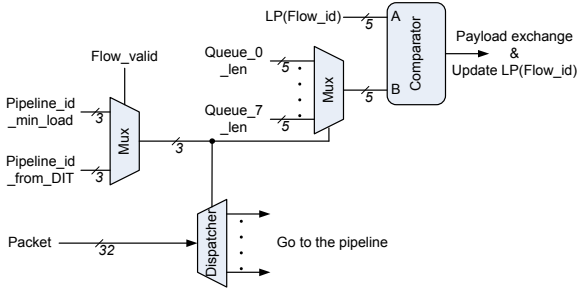 LP(Flow_id)
5
A
Comparator
Payload exchange
&
Update LP(Flow_id)
Flow_valid
Queue_0
_len
5
Mux
5
B
Pipeline_id
_min_load
3
Queue_7
_len
5
Mux
3
Pipeline_id
_from_DIT
3
Packet
32
Dispatcher
Go to the pipeline